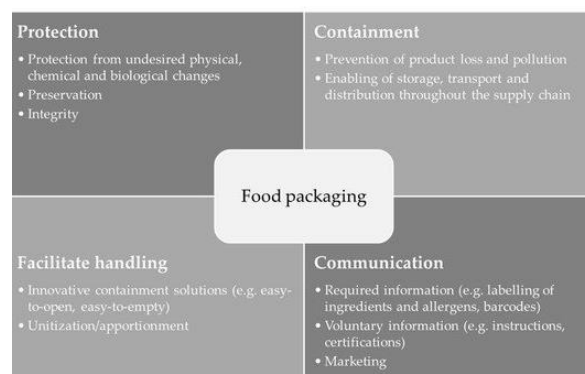 Protection
• Protection from undesired physical,
chemical and biological changes
• Preservation
• Integrity
Containment
• Prevention of product loss and pollution
• Enabling of storage, transport and
distribution throughout the supply chain
Food packaging
Facilitate handling
• Innovative containment solutions (e.g. easy-
to-open, easy-to-empty)
• Unitization/apportionment
Communication
• Required information (e.g. labelling of
ingredients and allergens, barcodes)
• Voluntary information (e.g. instructions,
certifications)
• Marketing